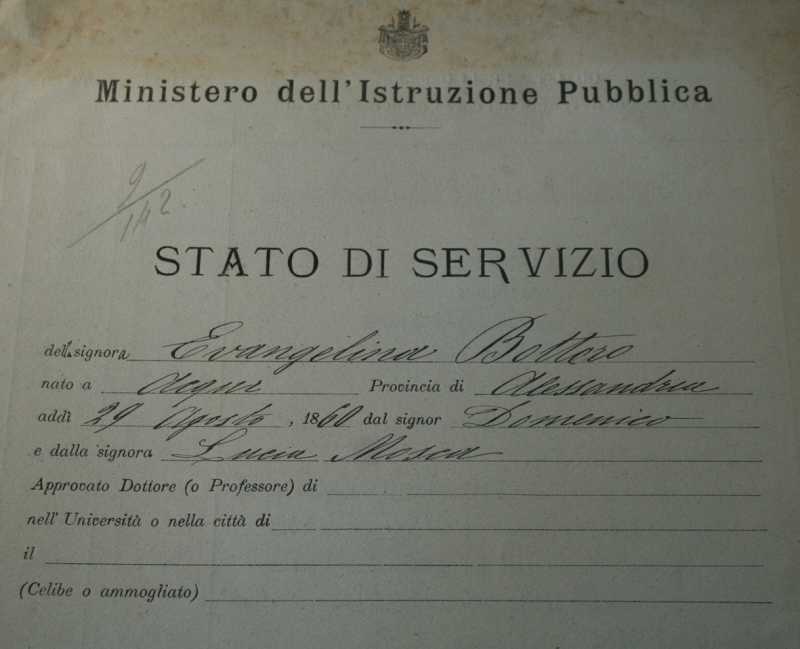 Ministero dell'Istruzione Pubblica
9/142.
STATO DI SERVIZIO
della signora Evangelina Bottero
nato a Acqui Provincia di Alessandria
addì 29 Agosto, 1860 dal signor Domenico
e dalla signora Lucia Mosca
Approvato Dottore (o Professore) di
nell' Università o nella città di
il
(Celibe o ammogliato)